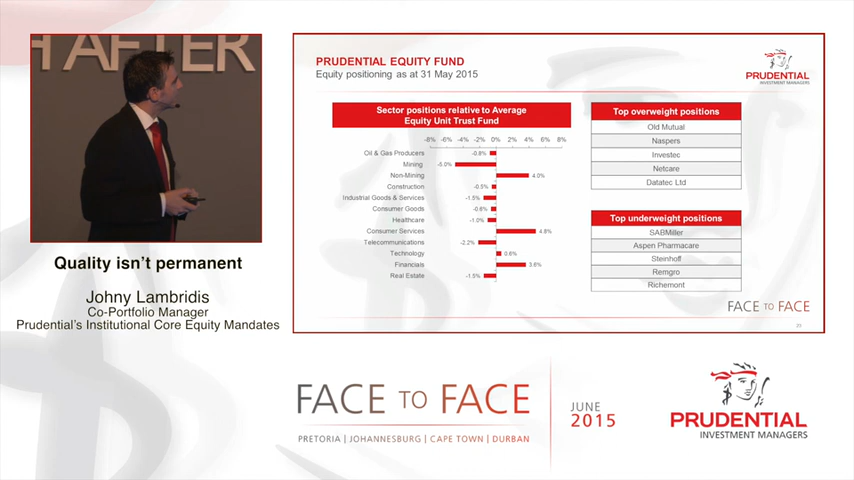 H AFTER
Quality isn't permanent
Johny Lambridis
Co-Portfolio Manager
Prudential's Institutional Core Equity Mandates
PRUDENTIAL EQUITY FUND
Equity positioning as at 31 May 2015
PRUDENTIAL
INVESTMENT MANAGERS
Sector positions relative to Average
Equity Unit Trust Fund
-8% -6% -4% -2% 0% 2% 4% 6% 8%
Oil & Gas Producers -0.8%
Mining -5.0%
Non-Mining 4.0%
Construction -0.5%
Industrial Goods & Services -1.5%
Consumer Goods -0.6%
Healthcare -1.0%
Consumer Services 4.8%
Telecommunications -2.2%
Technology 0.6%
Financials 3.6%
Real Estate -1.5%
Top overweight positions
Old Mutual
Naspers
Investec
Netcare
Datatec Ltd
Top underweight positions
SABMiller
Aspen Pharmacare
Steinhoff
Remgro
Richemont
FACE TO FACE
FACE TO FACE
PRETORIA | JOHANNESBURG | CAPE TOWN | DURBAN
JUNE
2015
PRUDENTIAL
INVESTMENT MANAGERS